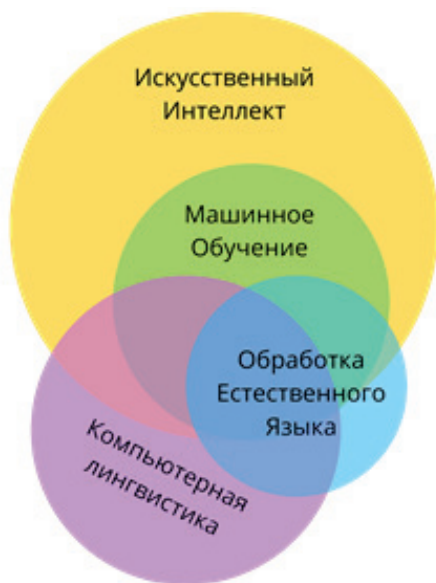 Искусственный
Интеллект
Машинное
Обучение
Обработка
Естественного
Языка
Компьютерная
лингвистика